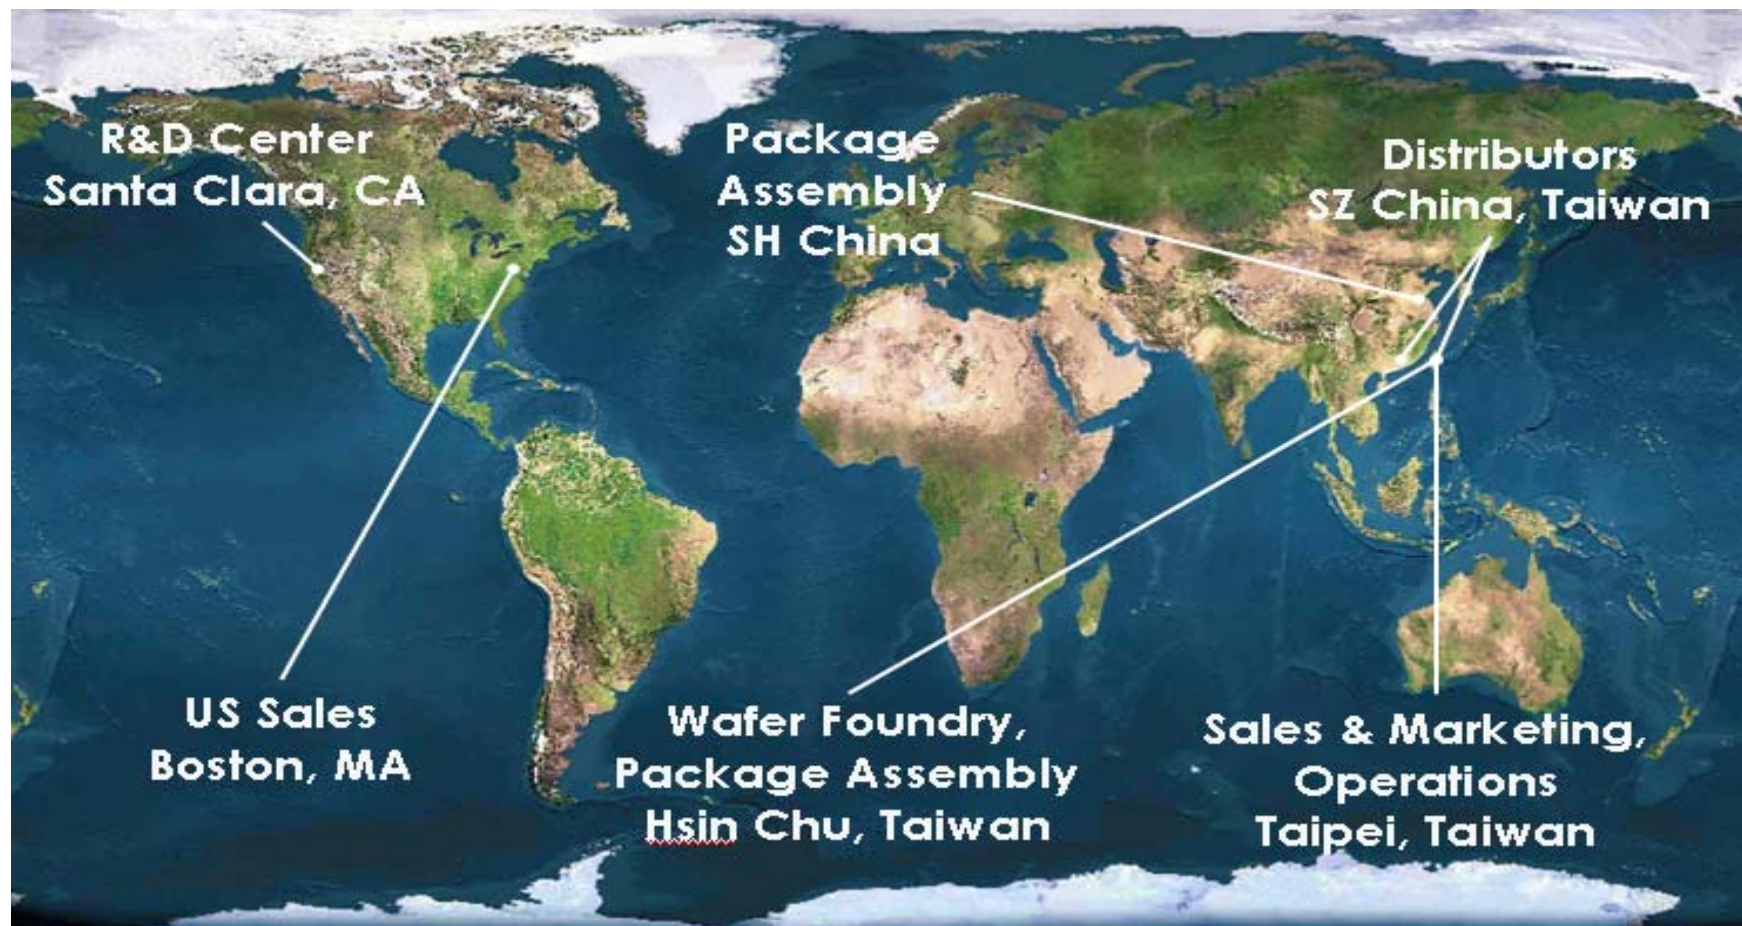 R&D Center
Santa Clara, CA
Package
Assembly
SH China
Distributors
SZ China, Taiwan
US Sales
Boston, MA
Wafer Foundry,
Package Assembly
Hsin Chu, Taiwan
Sales & Marketing,
Operations
Taipei, Taiwan